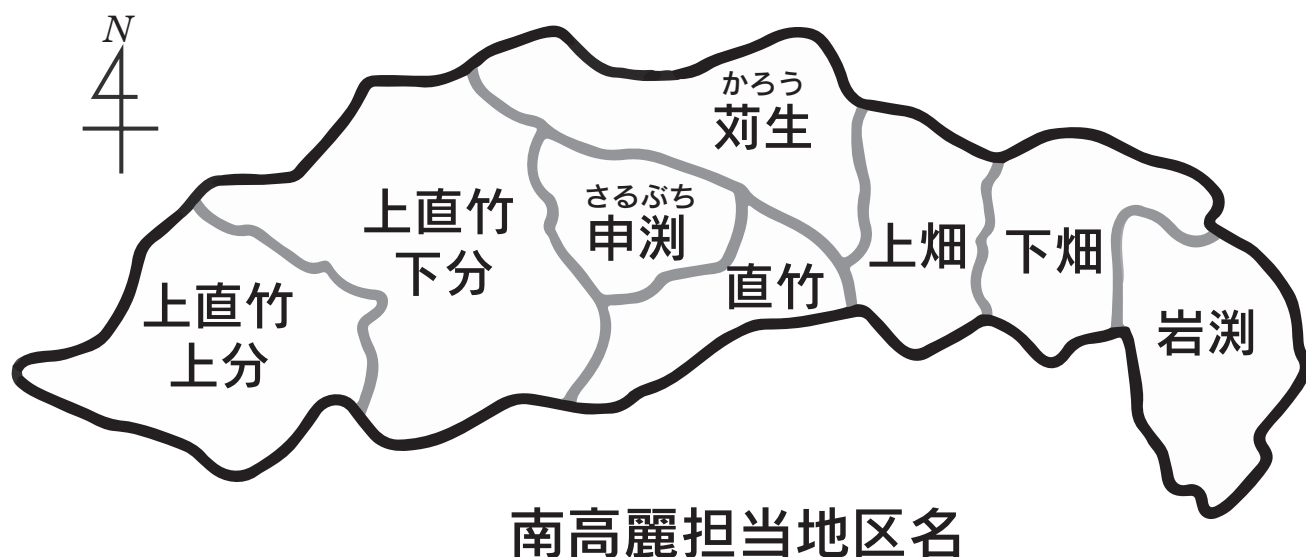 N
かろう
苅生
さるぶち
申渕
上直竹
下分
上直竹
上分
直竹
上畑
下畑
岩渕
南高麗担当地区名